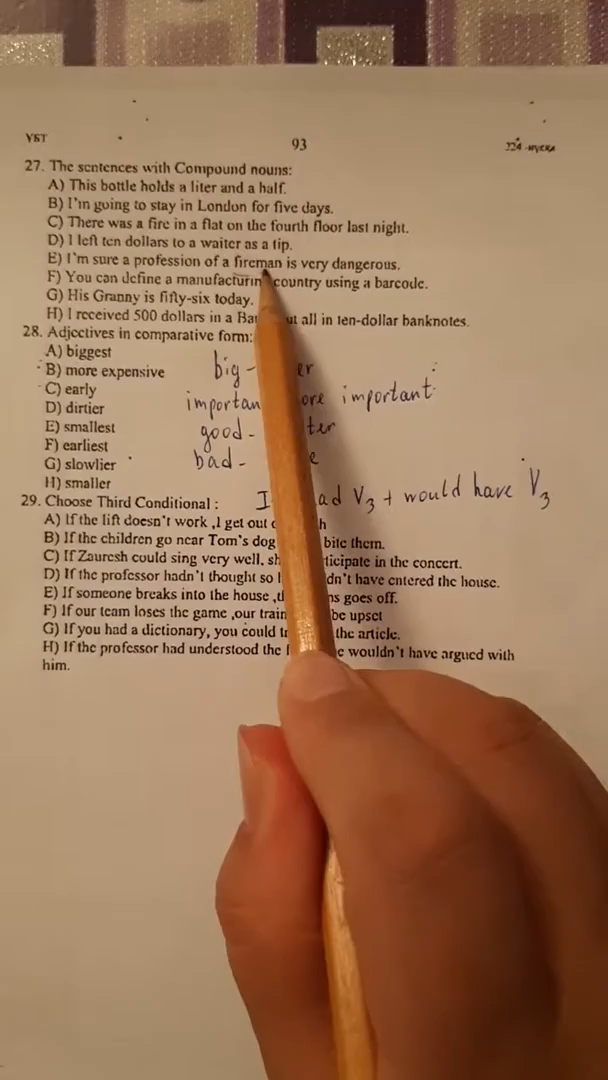 ҰБТ
93
27. The sentences with Compound nouns:
A) This bottle holds a liter and a half.
B) I'm going to stay in London for five days.
C) There was a fire in a flat on the fourth floor last night.
D) I left ten dollars to a waiter as a tip.
E) I'm sure a profession of a fireman is very dangerous.
F) You can define a manufacturin country using a barcode.
G) His Granny is fifty-six today.
H) I received 500 dollars in a all in ten-dollar banknotes.
28. Adjectives in comparative form:
A) biggest
B) more expensive big -
C) early importan ore important
D) dirtier
E) smallest good -
F) earliest
G) slowlier bad -
H) smaller
29. Choose Third Conditional : ad V3 + would have V3
A) If the lift doesn't work ,I get out
B) If the children go near Tom's dog bite them.
C) If Zauresh could sing very well, ticipate in the concert.
D) If the professor hadn't thought so dn't have entered the house.
E) If someone breaks into the house goes off.
F) If our team loses the game ,our train be upset
G) If you had a dictionary, you could the article.
H) If the professor had understood the wouldn't have argued with
him.